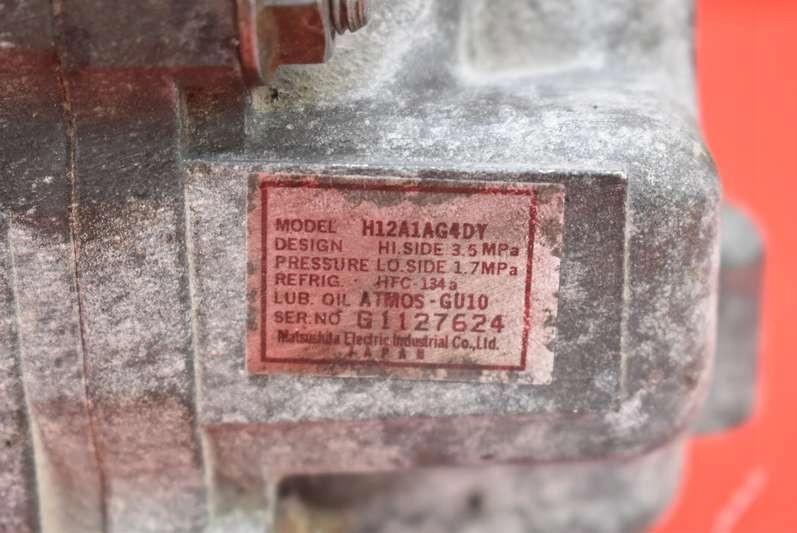 MODEL H12A1AG4DY
DESIGN HI.SIDE 3.5 MPa
PRESSURE LO.SIDE 1.7MPa
REFRIG. HFC-134a
LUB. OIL ATMOS-GU10
SER.NO G1127624
Matsushita Electric Industrial Co.,Ltd.
JAPAN